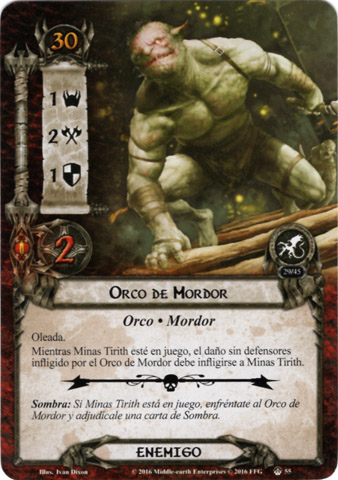 30
1
2
1
2
29/45
Orco de Mordor
Orco • Mordor
Oleada.
Mientras Minas Tirith esté en juego, el daño sin defensores
infligido por el Orco de Mordor debe infligirse a Minas Tirith.
Sombra: Si Minas Tirith está en juego, enfréntate al Orco de
Mordor y adjudícale una carta de Sombra.
ENEMIGO
Illus. Ivan Dixon © 2016 Middle-earth Enterprises © 2016 FFG 55